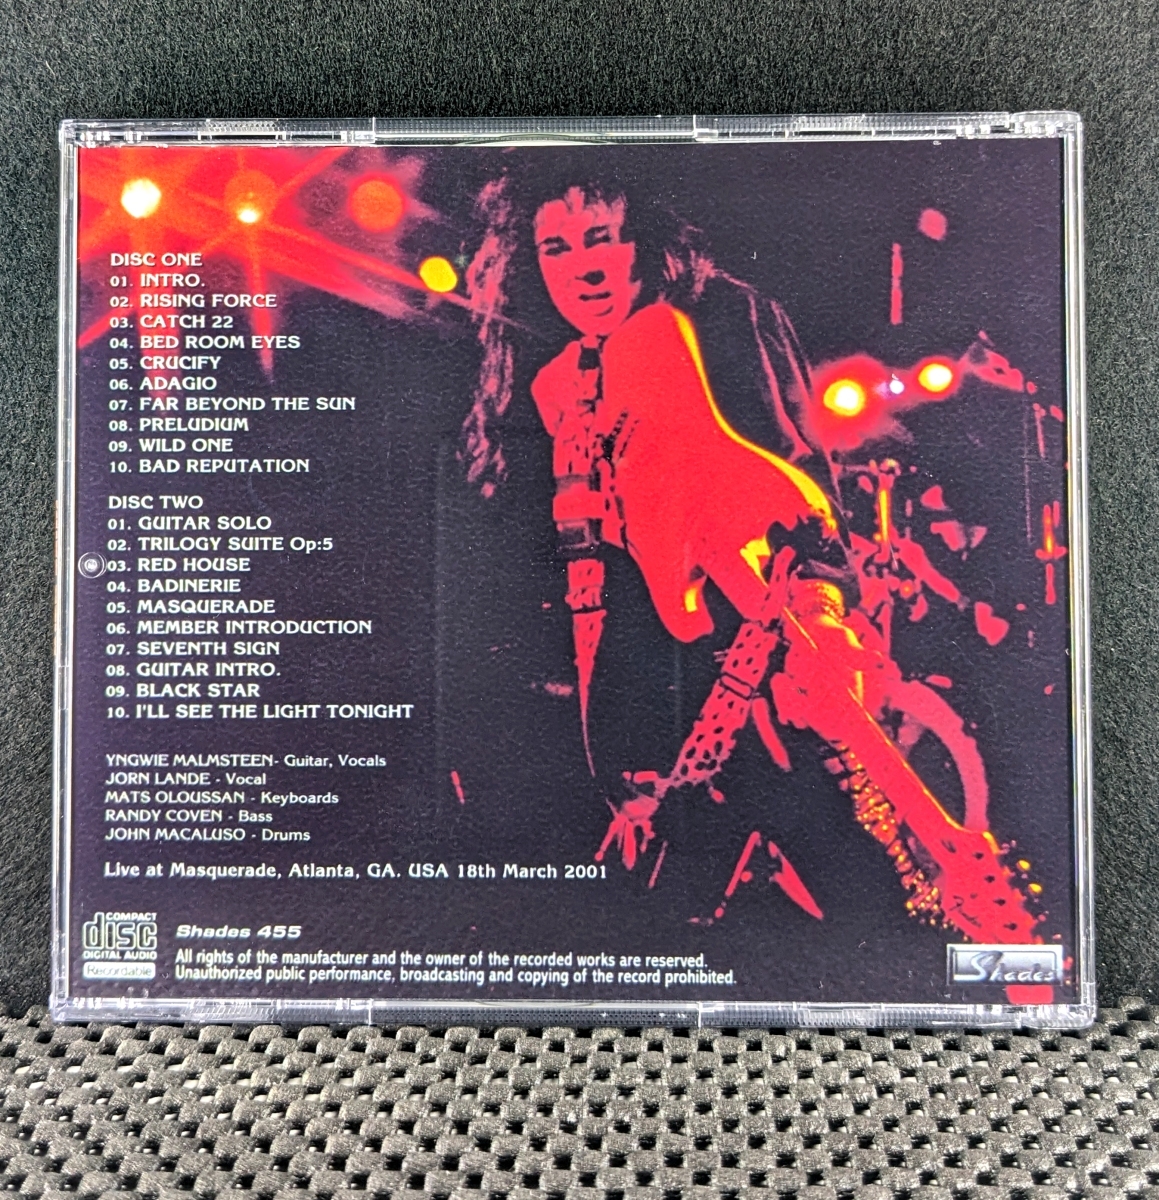 DISC ONE
01. INTRO.
02. RISING FORCE
03. CATCH 22
04. BED ROOM EYES
05. CRUCIFY
06. ADAGIO
07. FAR BEYOND THE SUN
08. PRELUDIUM
09. WILD ONE
10. BAD REPUTATION
DISC TWO
01. GUITAR SOLO
02. TRILOGY SUITE Op:5
03. RED HOUSE
04. BADINERIE
05. MASQUERADE
06. MEMBER INTRODUCTION
07. SEVENTH SIGN
08. GUITAR INTRO.
09. BLACK STAR
10. I'LL SEE THE LIGHT TONIGHT
YNGWIE MALMSTEEN- Guitar, Vocals
JORN LANDE - Vocal
MATS OLOUSSAN - Keyboards
RANDY COVEN - Bass
JOHN MACALUSO - Drums
Live at Masquerade, Atlanta, GA. USA 18th March 2001
COMPACT
disc
DIGITAL AUDIO
Recordable
Shades 455
All rights of the manufacturer and the owner of the recorded works are reserved.
Unauthorized public performance, broadcasting and copying of the record prohibited.
Shades